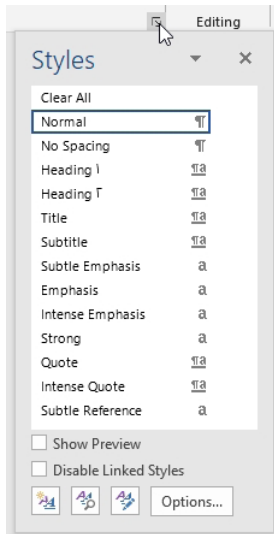 Editing
Styles
Clear All
Normal ¶
No Spacing ¶
Heading ١ ¶a
Heading ٢ ¶a
Title ¶a
Subtitle ¶a
Subtle Emphasis a
Emphasis a
Intense Emphasis a
Strong a
Quote ¶a
Intense Quote ¶a
Subtle Reference a
Show Preview
Disable Linked Styles
Options...